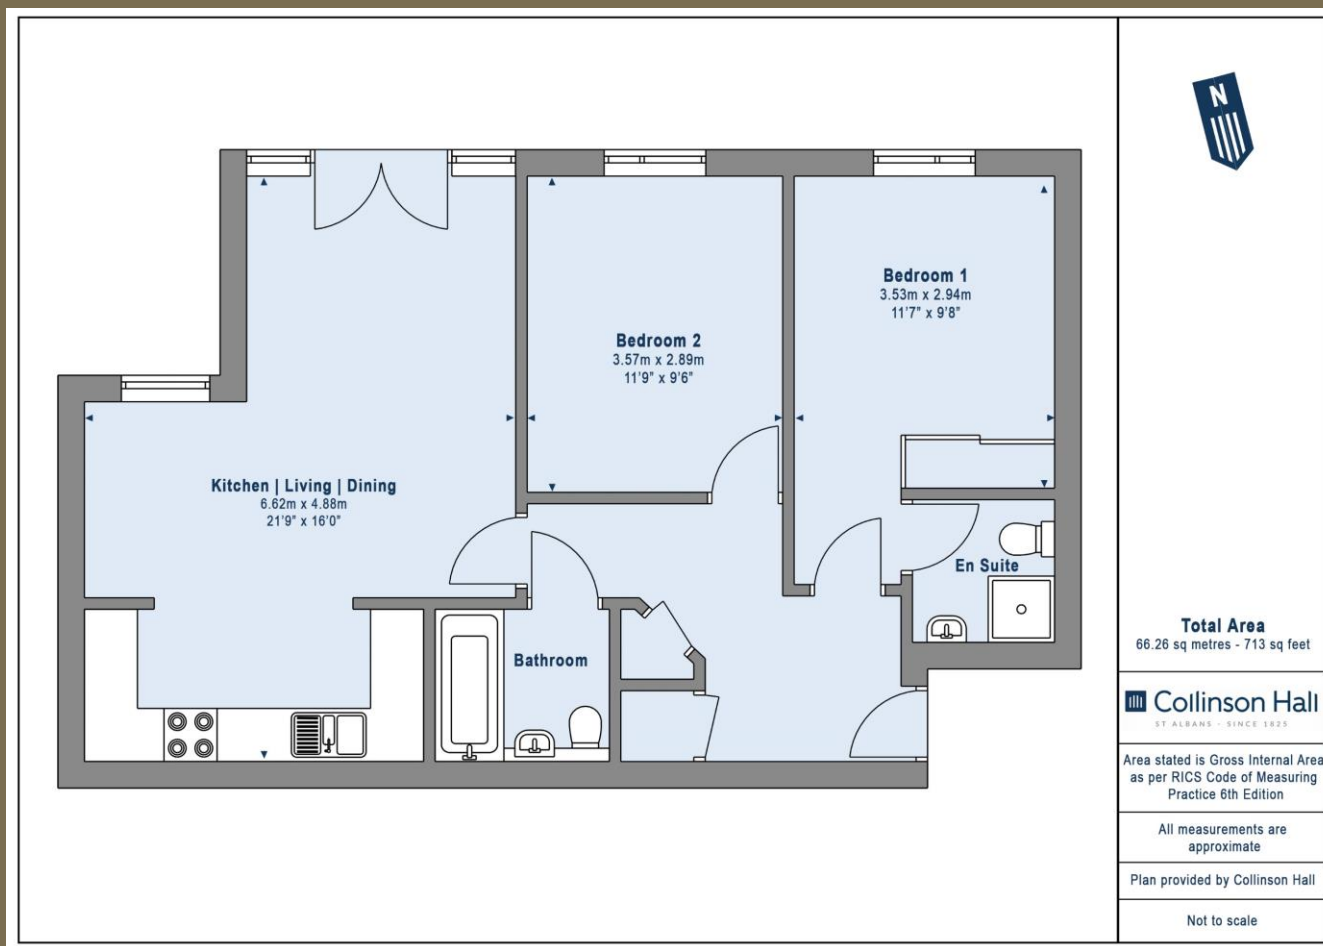 N
Bedroom 1
3.53m x 2.94m
11'7" x 9'8"
Bedroom 2
3.57m x 2.89m
11'9" x 9'6"
Kitchen | Living | Dining
6.62m x 4.88m
21'9" x 16'0"
En Suite
Bathroom
Total Area
66.26 sq metres - 713 sq feet
Collinson Hall
ST ALBANS - SINCE 1825
Area stated is Gross Internal Area
as per RICS Code of Measuring
Practice 6th Edition
All measurements are
approximate
Plan provided by Collinson Hall
Not to scale